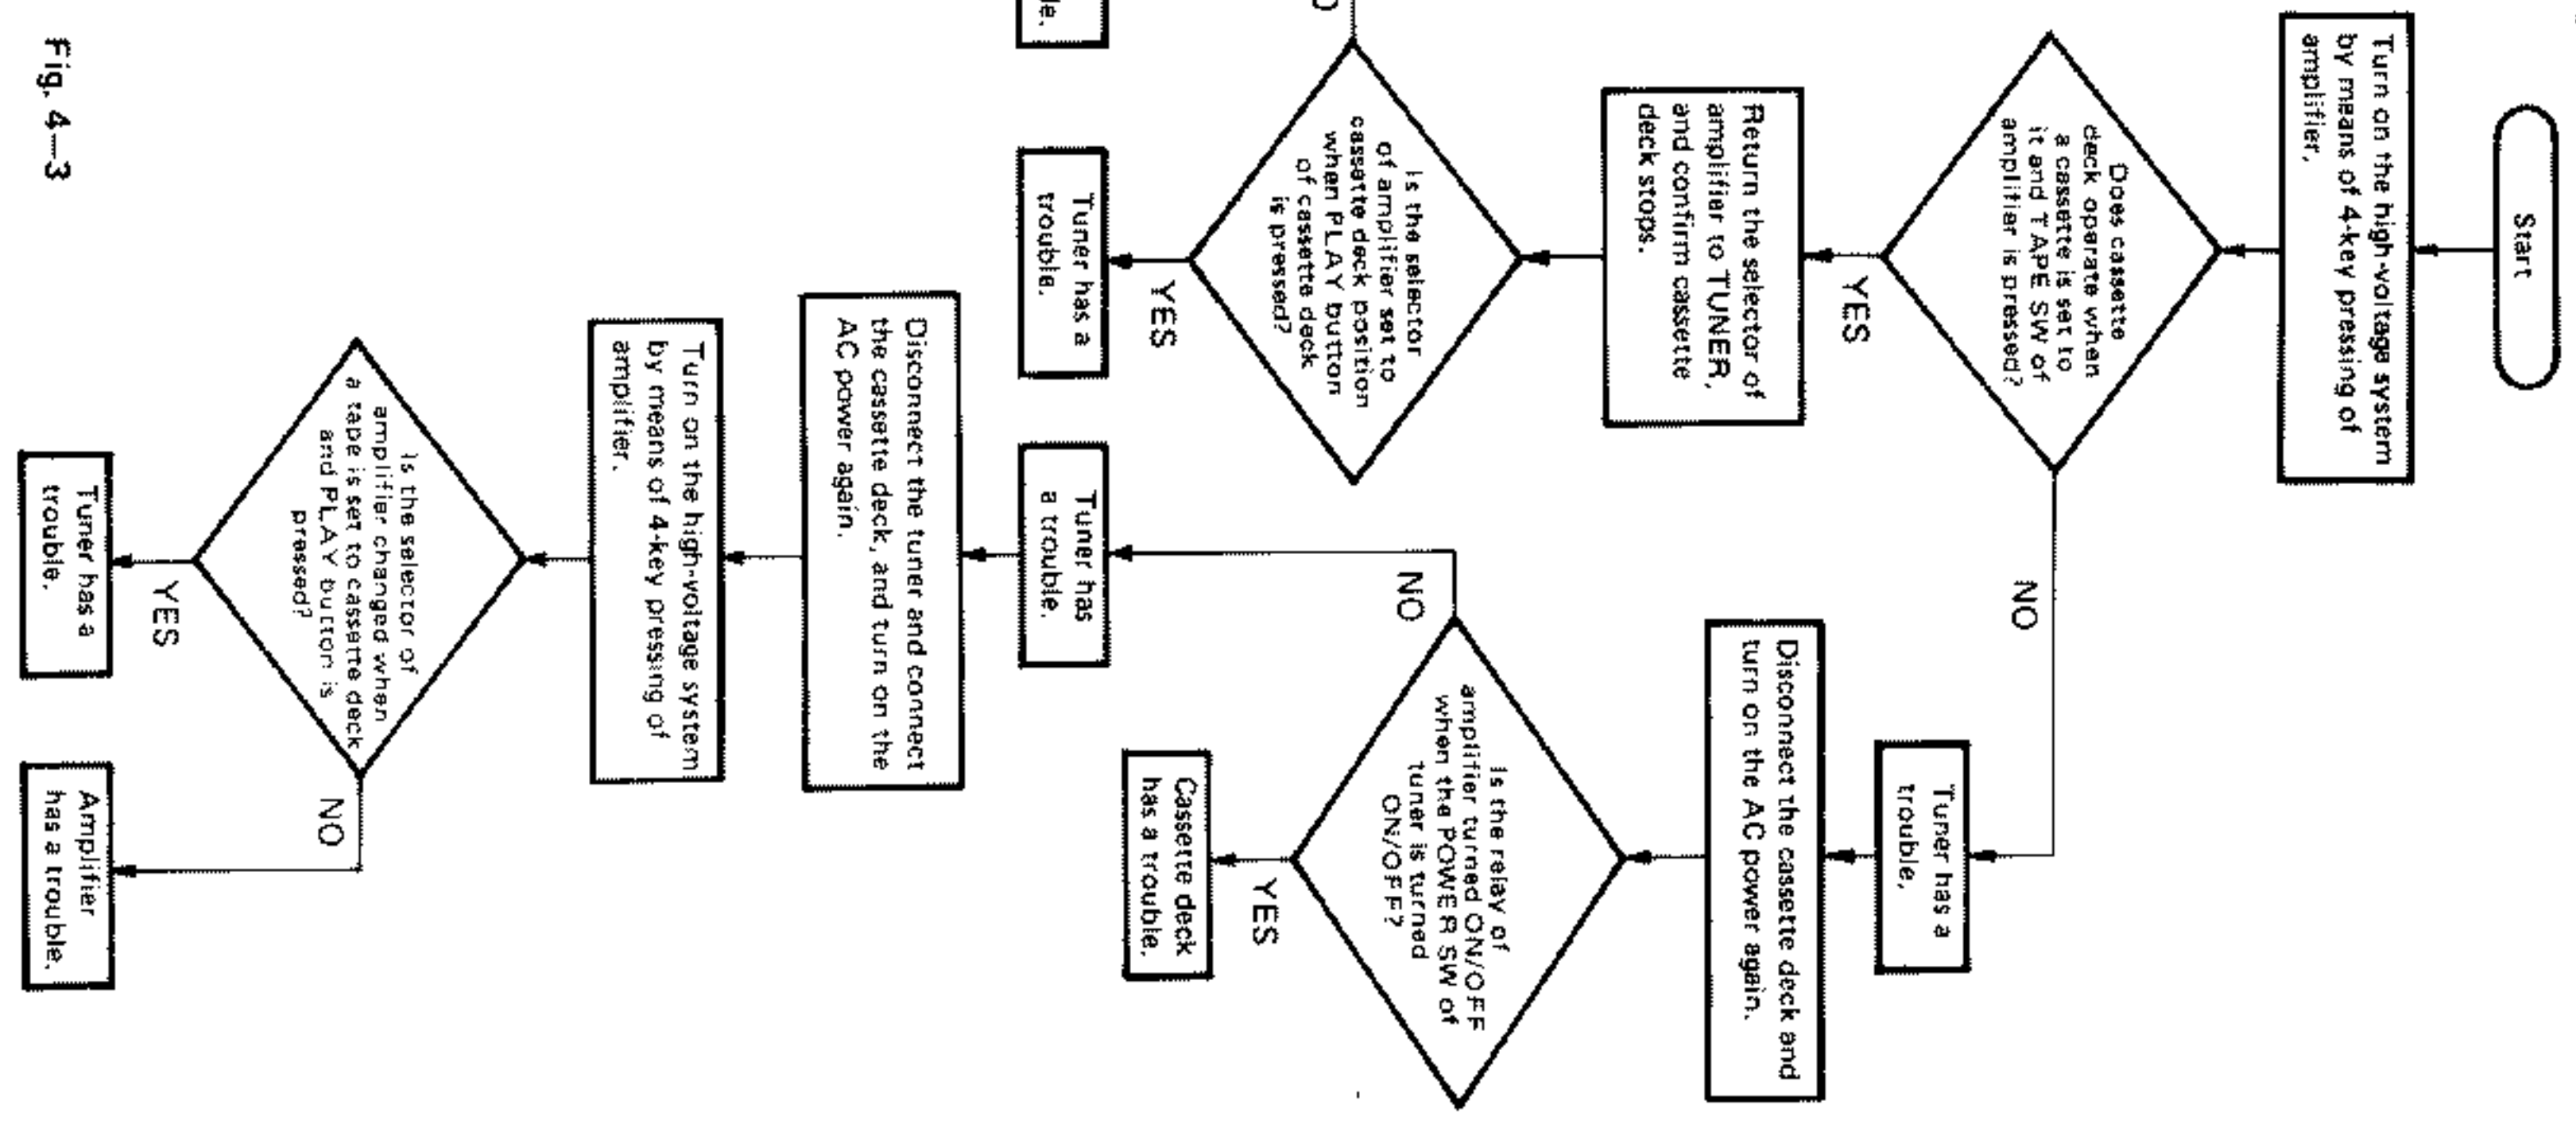 Start
Turn on the high-voltage system
by means of 4-key pressing of
amplifier.
Does cassette
deck operate when
a cassette is set to
it and TAPE SW of
amplifier is pressed?
YES
NO
Return the selector of
amplifier to TUNER,
and confirm cassette
deck stops.
Is the selector
of amplifier set to
cassete deck position
when PLAY button
of cassete deck
is pressed?
YES
Tuner has a
trouble.
le.
Tuner has a
trouble.
Disconnect the cassette deck and
turn on the AC power again.
Is the relay of
amplifier turned ON/OFF
when the POWER SW of
tuner is turned
ON/OFF?
NO
YES
Cassette deck
has a trouble.
Tuner has
a trouble.
Disconnect the tuner and connect
the cassette deck, and turn on the
AC power again.
Turn on the high-voltage system
by means of 4-key pressing of
amplifier.
Is the selector of
amplifier changed when
a tape is set to cassette deck
and PLAY button is
pressed?
YES
NO
Tuner has a
trouble.
Amplifier
has a trouble.
Fig. 4—3